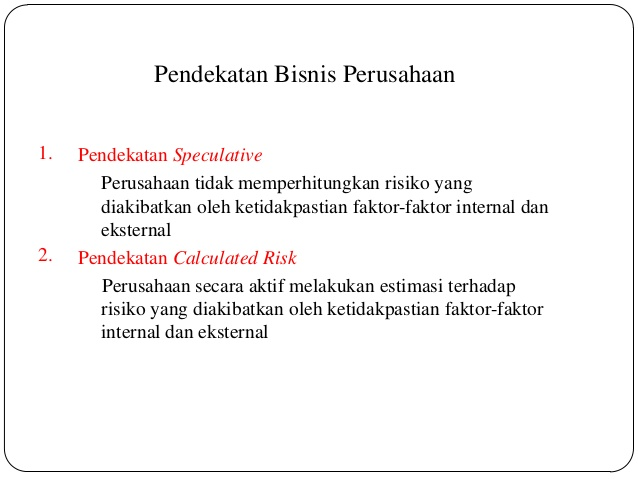 Pendekatan Bisnis Perusahaan
1. Pendekatan Speculative
Perusahaan tidak memperhitungkan risiko yang
diakibatkan oleh ketidakpastian faktor-faktor internal dan
eksternal
2. Pendekatan Calculated Risk
Perusahaan secara aktif melakukan estimasi terhadap
risiko yang diakibatkan oleh ketidakpastian faktor-faktor
internal dan eksternal